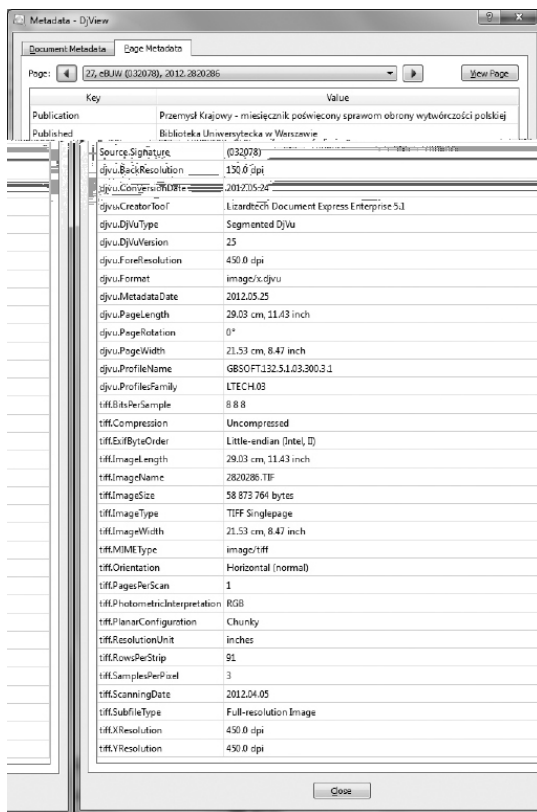 Metadata - DjView
Document Metadata Page Metadata
Page: 27, eBUW (032078), 2012.2820286 View Page
Key Value
Publication Przemysł Krajowy - miesięcznik poświęcony sprawom obrony wytwórczości polskiej
Published Biblioteka Uniwersytecka w Warszawie
Source.Signature (032078)
djvu.BackResolution 150.0 dpi
djvu.ConversionDate 2012.05.24
djvu.CreatorTool Lizardtech Document Express Enterprise 5.1
djvu.DjVuType Segmented DjVu
djvu.DjVuVersion 25
djvu.ForeResolution 450.0 dpi
djvu.Format image/x.djvu
djvu.MetadataDate 2012.05.25
djvu.PageLength 29.03 cm, 11.43 inch
djvu.PageRotation 0°
djvu.PageWidth 21.53 cm, 8.47 inch
djvu.ProfileName GBSOFT:132.5.1.03.300.3.1
djvu.ProfilesFamily LTECH.03
tiff.BitsPerSample 8 8 8
tiff.Compression Uncompressed
tiff.ExifByteOrder Little-endian (Intel, II)
tiff.ImageLength 29.03 cm, 11.43 inch
tiff.ImageName 2820286.TIF
tiff.ImageSize 58 873 764 bytes
tiff.ImageType TIFF Singlepage
tiff.ImageWidth 21.53 cm, 8.47 inch
tiff.MIMEType image/tiff
tiff.Orientation Horizontal (normal)
tiff.PagesPerScan 1
tiff.PhotometricInterpretation RGB
tiff.PlanarConfiguration Chunky
tiff.ResolutionUnit inches
tiff.RowsPerStrip 91
tiff.SamplesPerPixel 3
tiff.ScanningDate 2012.04.05
tiff.SubfileType Full-resolution Image
tiff.XResolution 450.0 dpi
tiff.YResolution 450.0 dpi
Close